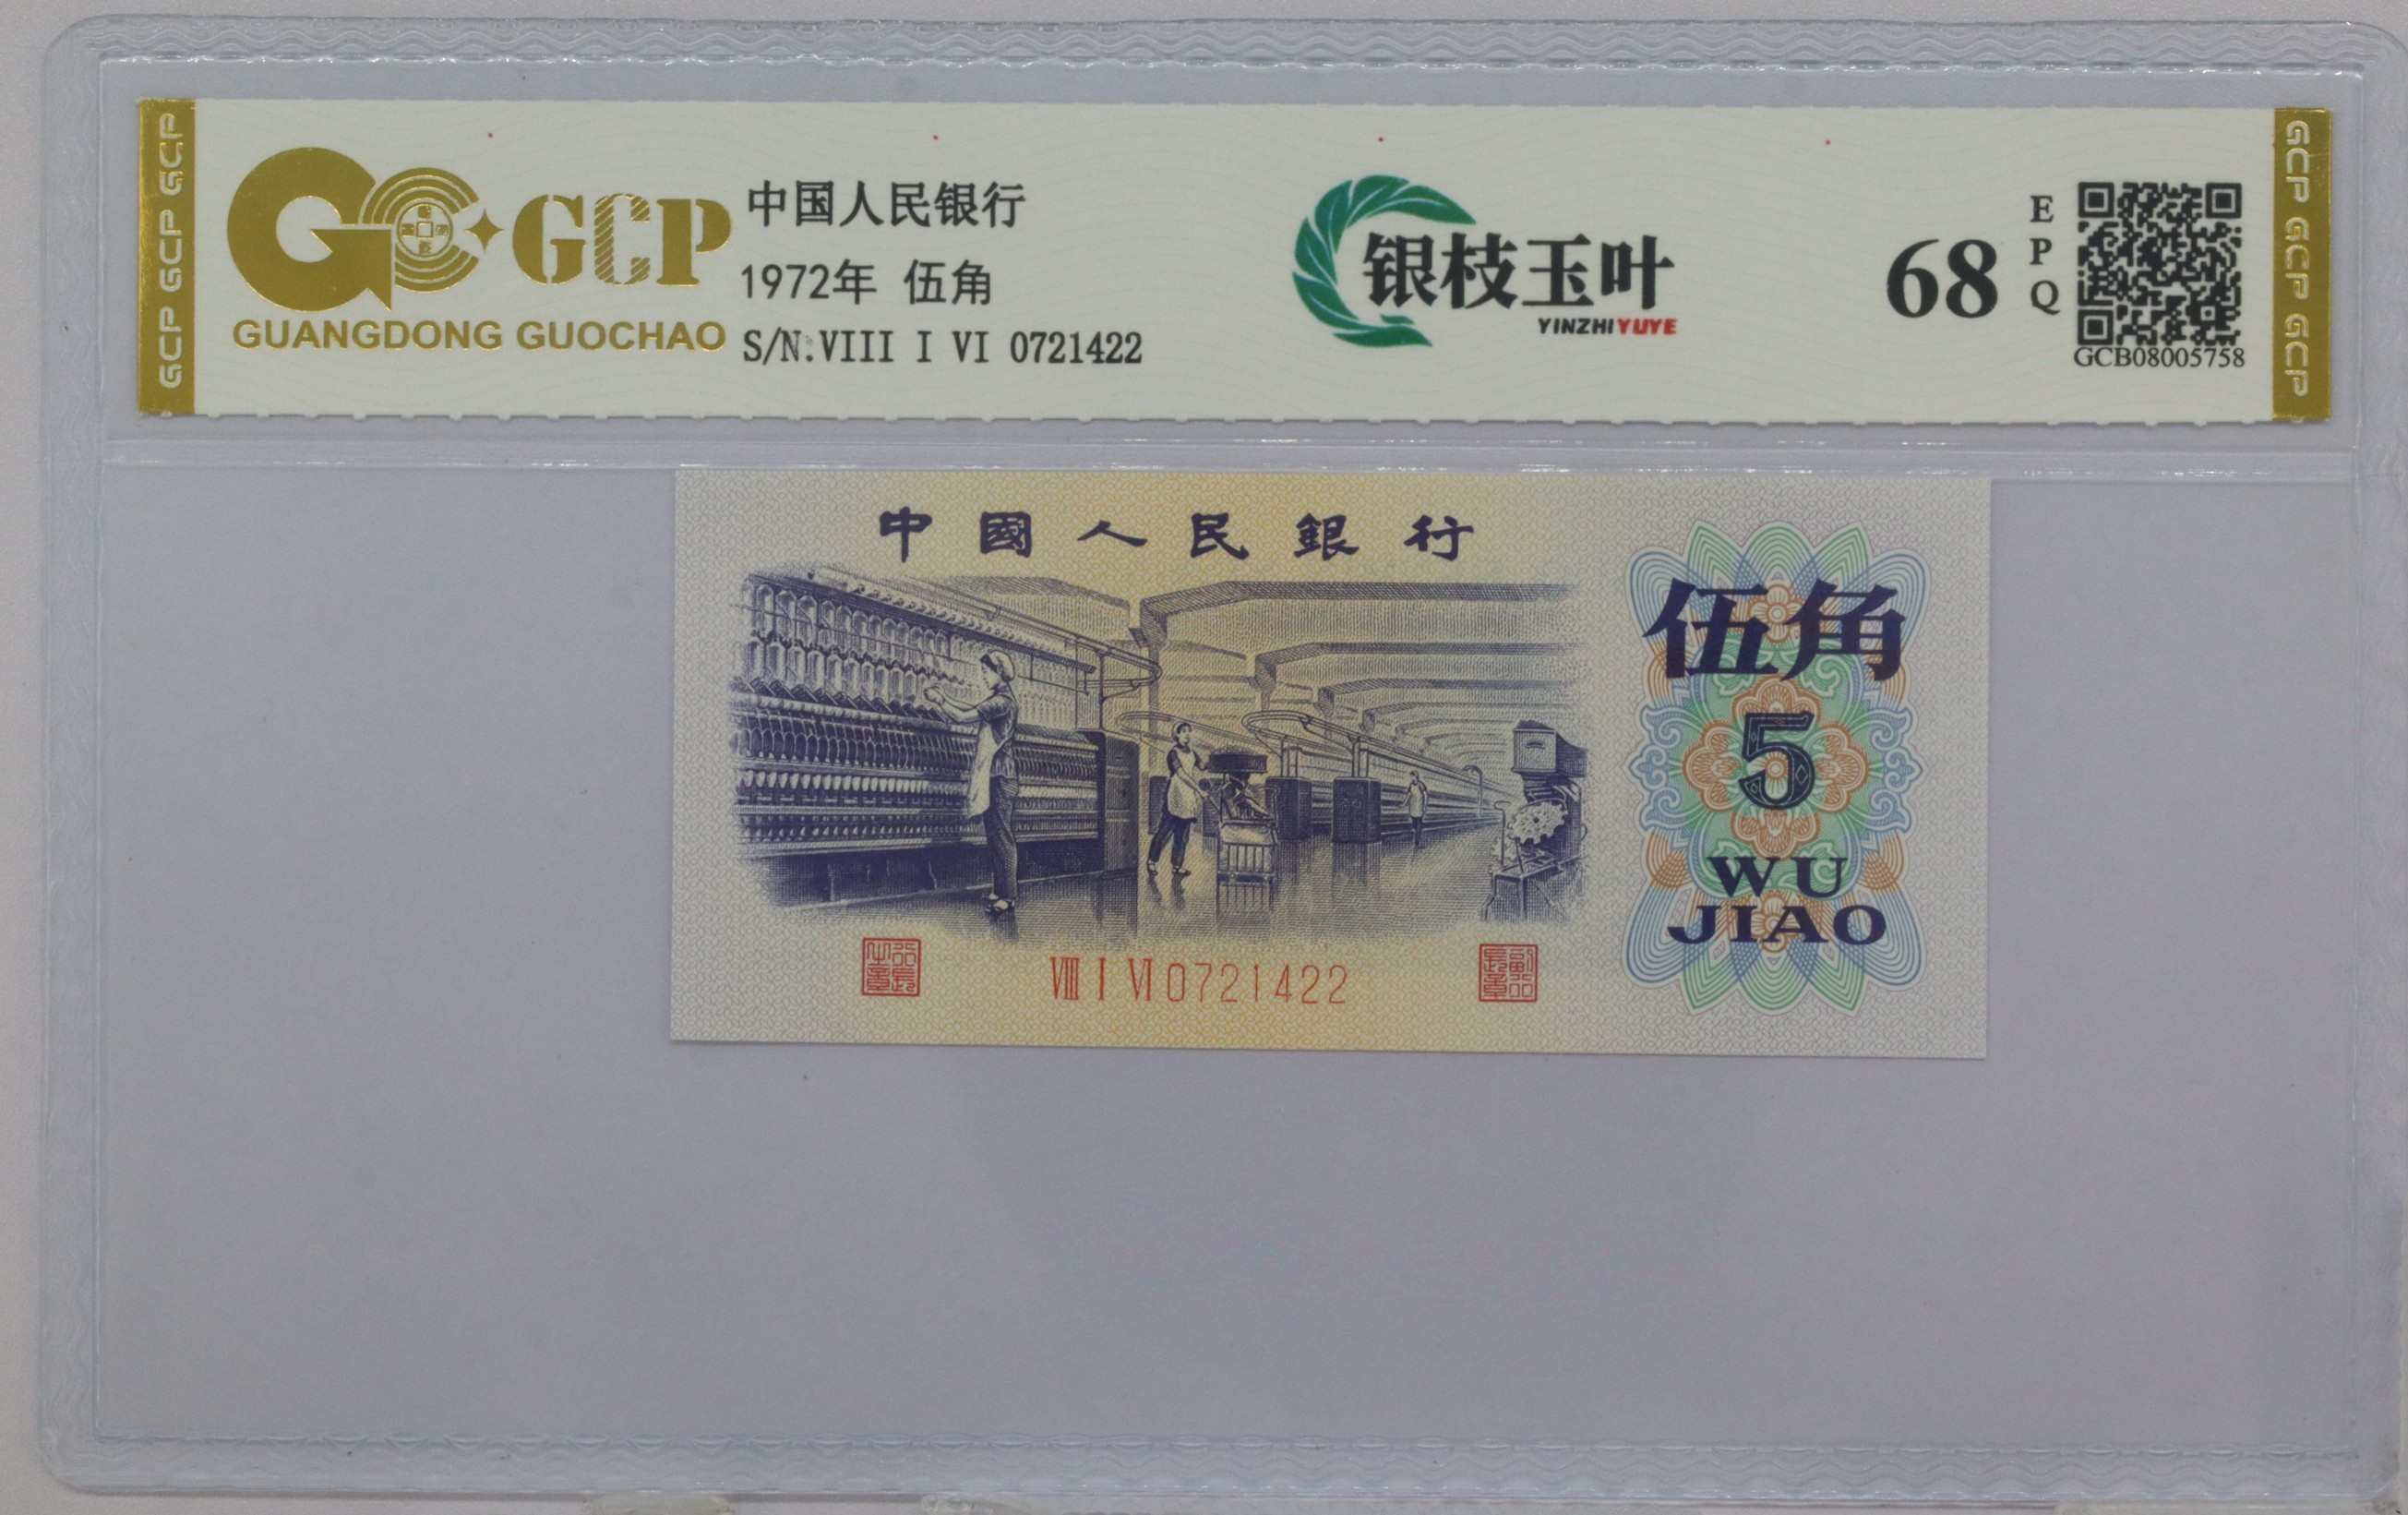 GCP GCP GCP
GCP
GUANGDONG GUOCHAO
中国人民银行
1972年 伍角
S/N:VIII I VI 0721422
银枝玉叶
YINZHIYUYE
68
EPQ
GCB08005758
GCP GCP GCP
中國人民銀行
伍角
5
WU
JIAO
VIII I VI 0721422